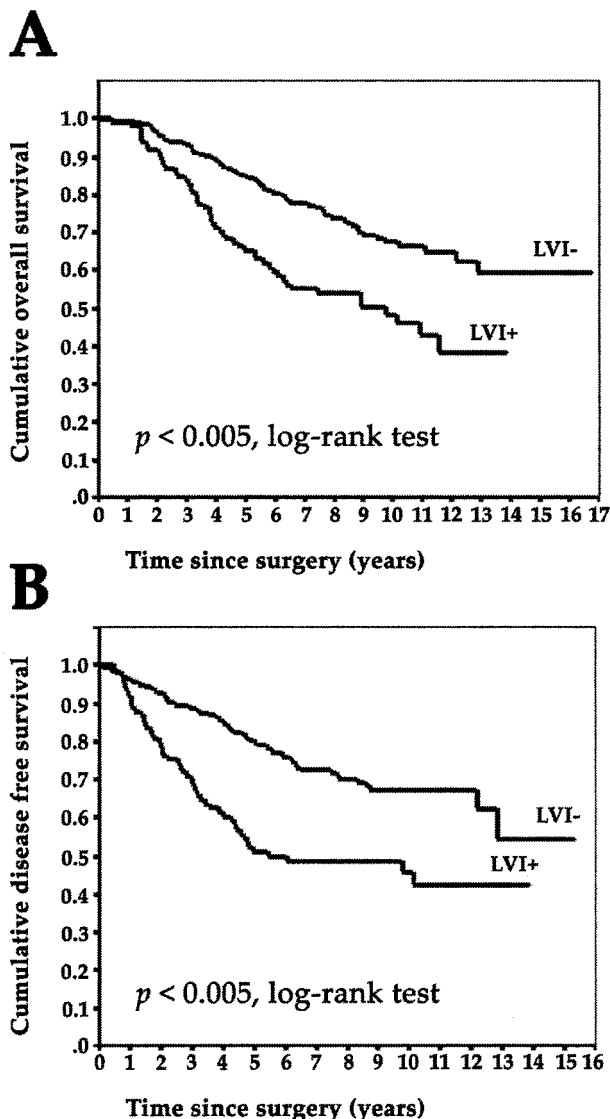 A
Cumulative overall survival
1.0
0.9
0.8
0.7
0.6
0.5
0.4
0.3
0.2
0.1
.0
LVI-
LVI+
p < 0.005, log-rank test
0 1 2 3 4 5 6 7 8 9 10 11 12 13 14 15 16 17
Time since surgery (years)
B
Cumulative disease free survival
1.0
0.9
0.8
0.7
0.6
0.5
0.4
0.3
0.2
0.1
.0
LVI-
LVI+
p < 0.005, log-rank test
0 1 2 3 4 5 6 7 8 9 10 11 12 13 14 15 16
Time since surgery (years)